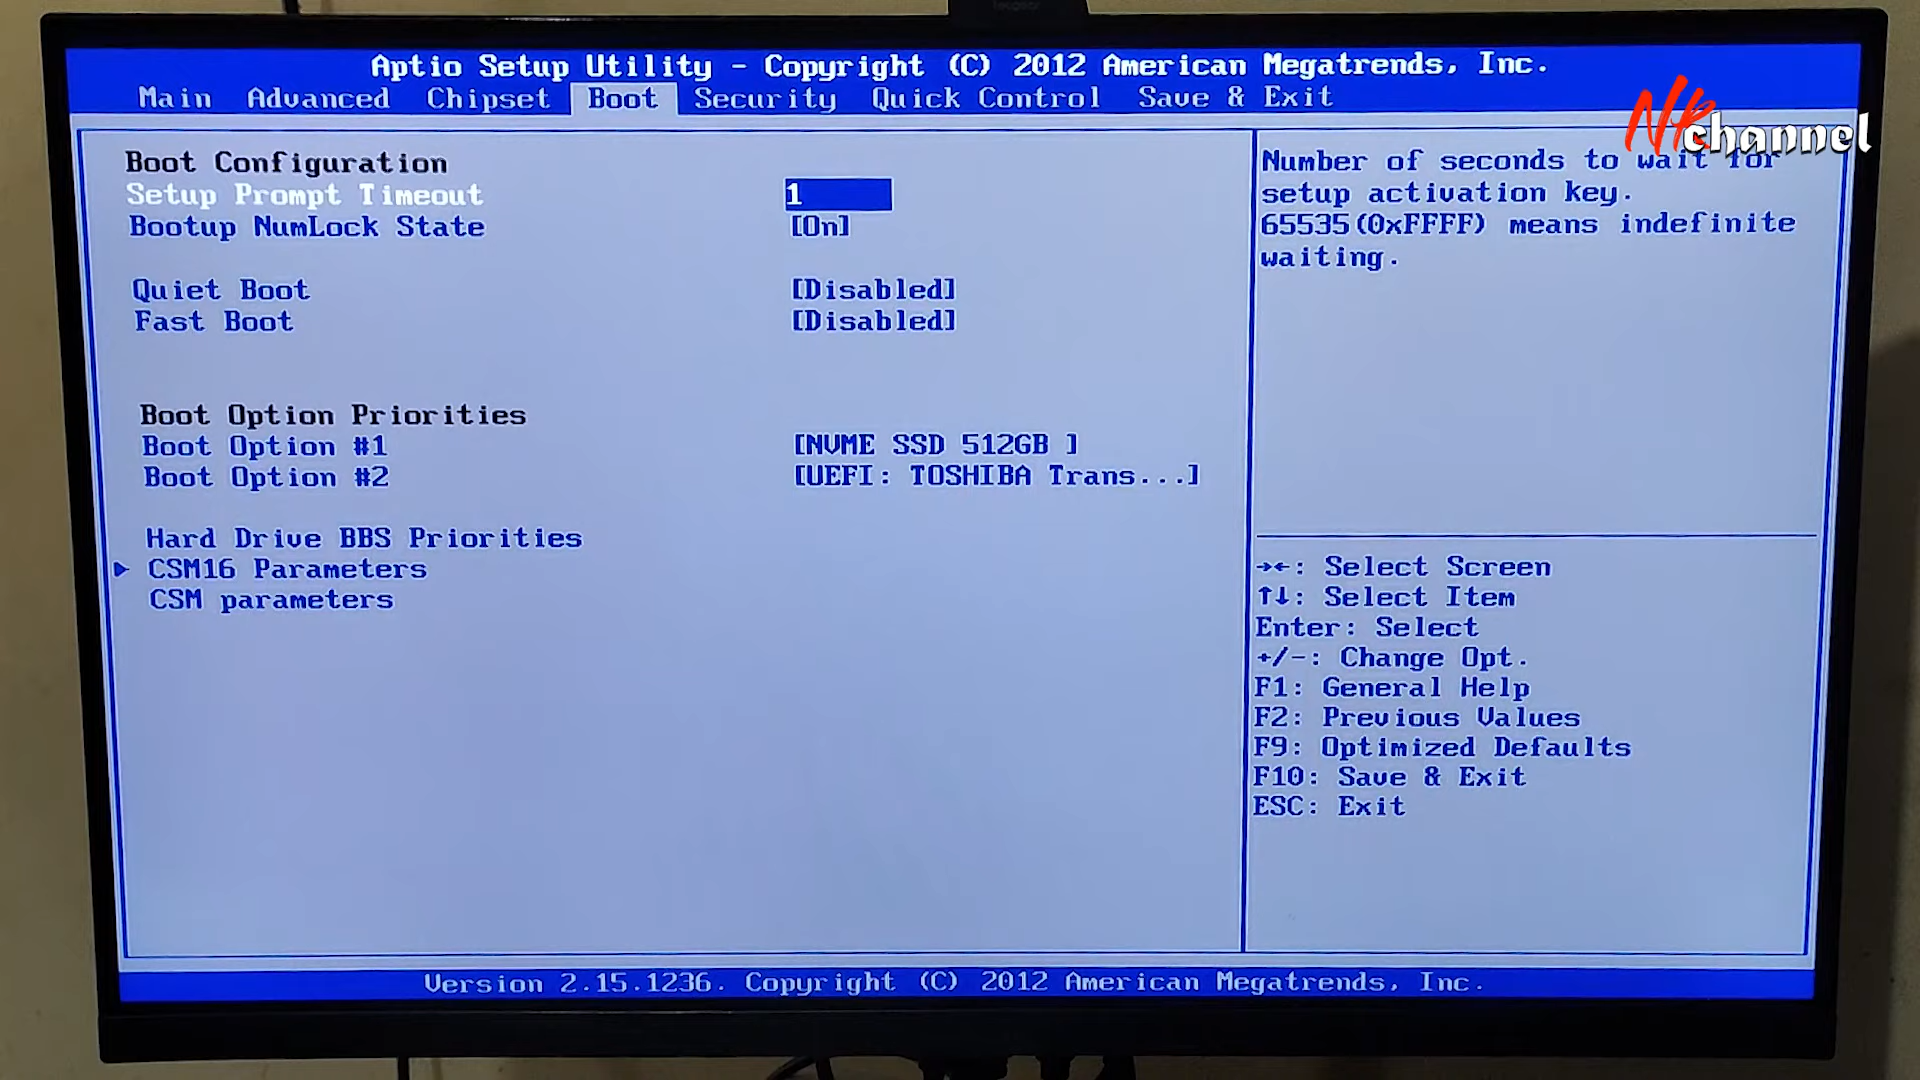 Aptio Setup Utility - Copyright (C) 2012 American Megatrends, Inc.
Main Advanced Chipset Boot Security Quick Control Save & Exit
NK channel
Boot Configuration
Setup Prompt Timeout 1
Bootup NumLock State [On]
Quiet Boot [Disabled]
Fast Boot [Disabled]
Boot Option Priorities
Boot Option #1 [NVME SSD 512GB ]
Boot Option #2 [UEFI: TOSHIBA Trans...]
Hard Drive BBS Priorities
CSM16 Parameters
CSM parameters
Number of seconds to wait for
setup activation key.
65535(0xFFFF) means indefinite
waiting.
→←: Select Screen
↑↓: Select Item
Enter: Select
+/-: Change Opt.
F1: General Help
F2: Previous Values
F9: Optimized Defaults
F10: Save & Exit
ESC: Exit
Version 2.15.1236. Copyright (C) 2012 American Megatrends, Inc.